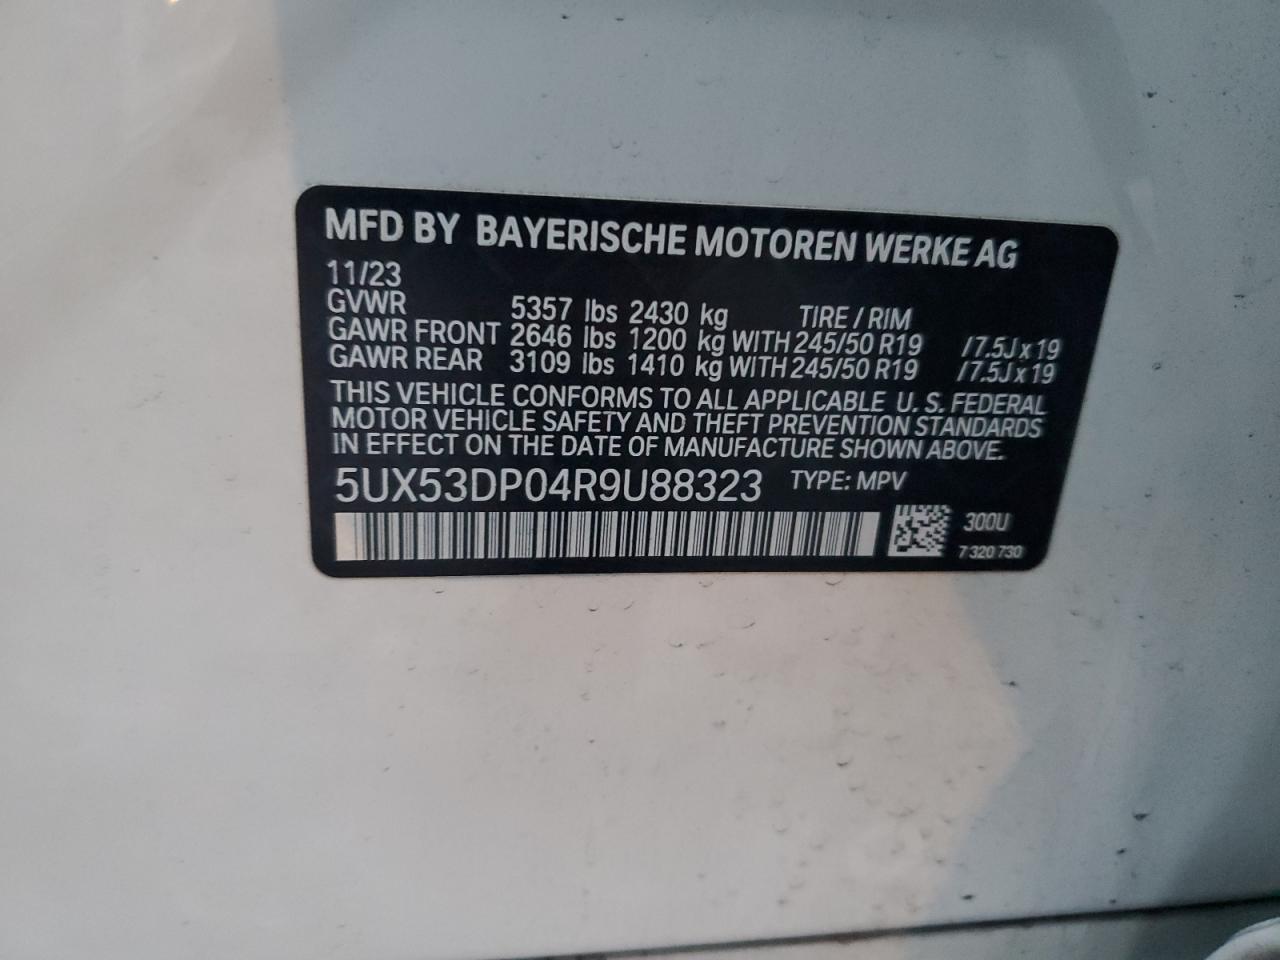 MFD BY BAYERISCHE MOTOREN WERKE AG
11/23
GVWR 5357 lbs 2430 kg TIRE / RIM
GAWR FRONT 2646 lbs 1200 kg WITH 245/50 R19 / 7.5J x 19
GAWR REAR 3109 lbs 1410 kg WITH 245/50 R19 / 7.5J x 19
THIS VEHICLE CONFORMS TO ALL APPLICABLE U. S. FEDERAL
MOTOR VEHICLE SAFETY AND THEFT PREVENTION STANDARDS
IN EFFECT ON THE DATE OF MANUFACTURE SHOWN ABOVE.
5UX53DP04R9U88323 TYPE: MPV
300U
7 320 730